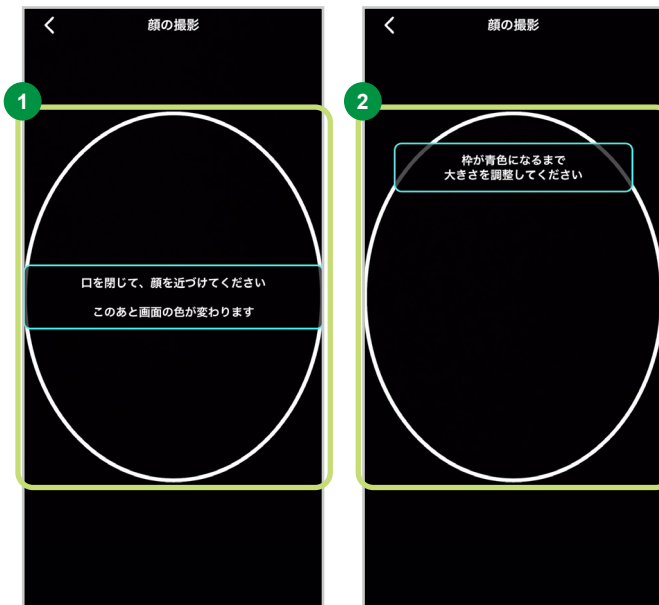 顔の撮影
1
口を閉じて、顔を近づけてください
このあと画面の色が変わります
顔の撮影
2
枠が青色になるまで
大きさを調整してください